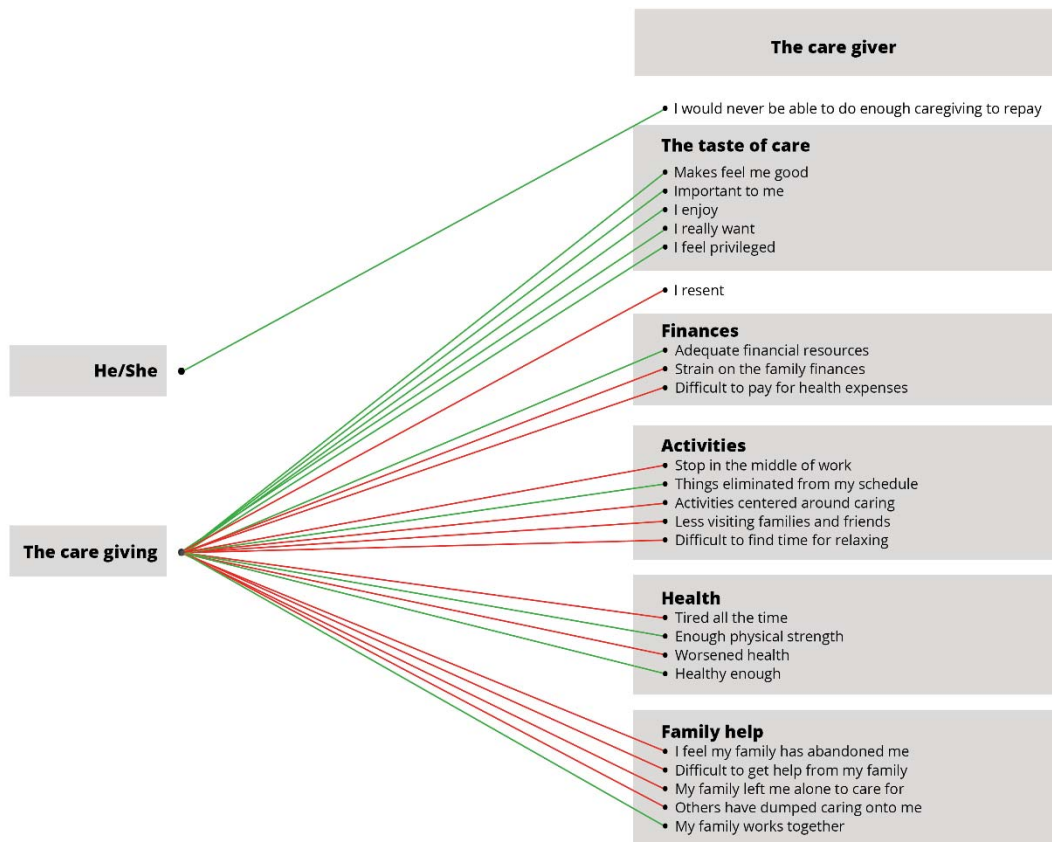 The care giver
I would never be able to do enough caregiving to repay
The taste of care
Makes feel me good
Important to me
I enjoy
I really want
I feel privileged
I resent
Finances
Adequate financial resources
Strain on the family finances
Difficult to pay for health expenses
He/She
Activities
Stop in the middle of work
Things eliminated from my schedule
Activities centered around caring
Less visiting families and friends
Difficult to find time for relaxing
The care giving
Health
Tired all the time
Enough physical strength
Worsened health
Healthy enough
Family help
I feel my family has abandoned me
Difficult to get help from my family
My family left me alone to care for
Others have dumped caring onto me
My family works together